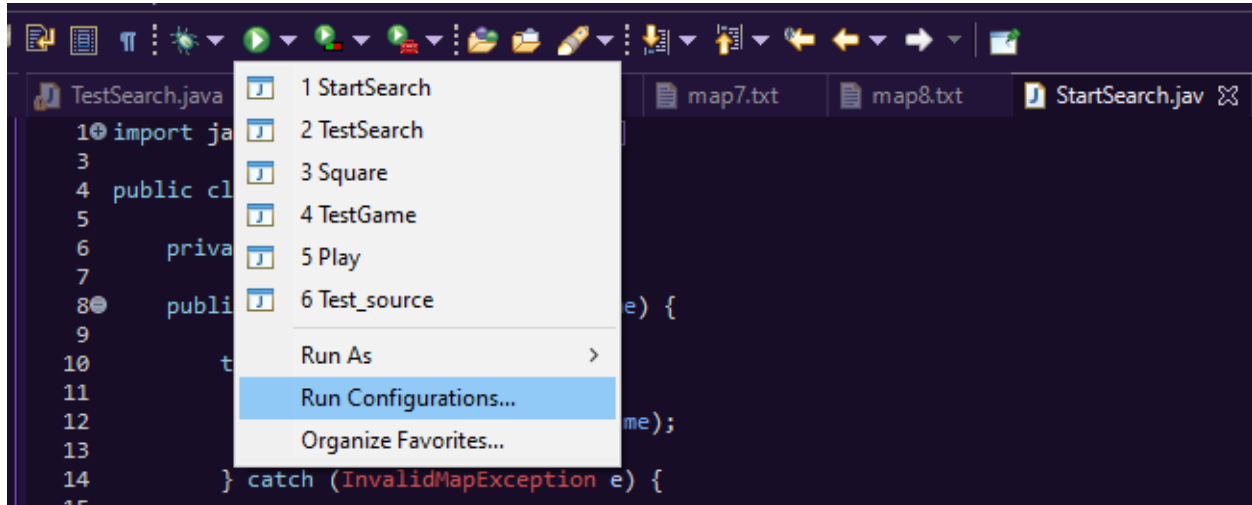 TestSearch.java map7.txt map8.txt StartSearch.jav
1 StartSearch
2 TestSearch
3 Square
4 TestGame
5 Play
6 Test_source
Run As
Run Configurations...
Organize Favorites...
1 import ja
3
4 public cl
5
6 priva
7
8 publi e) {
9
10 t
11
12 me);
13
14 } catch (InvalidMapException e) {